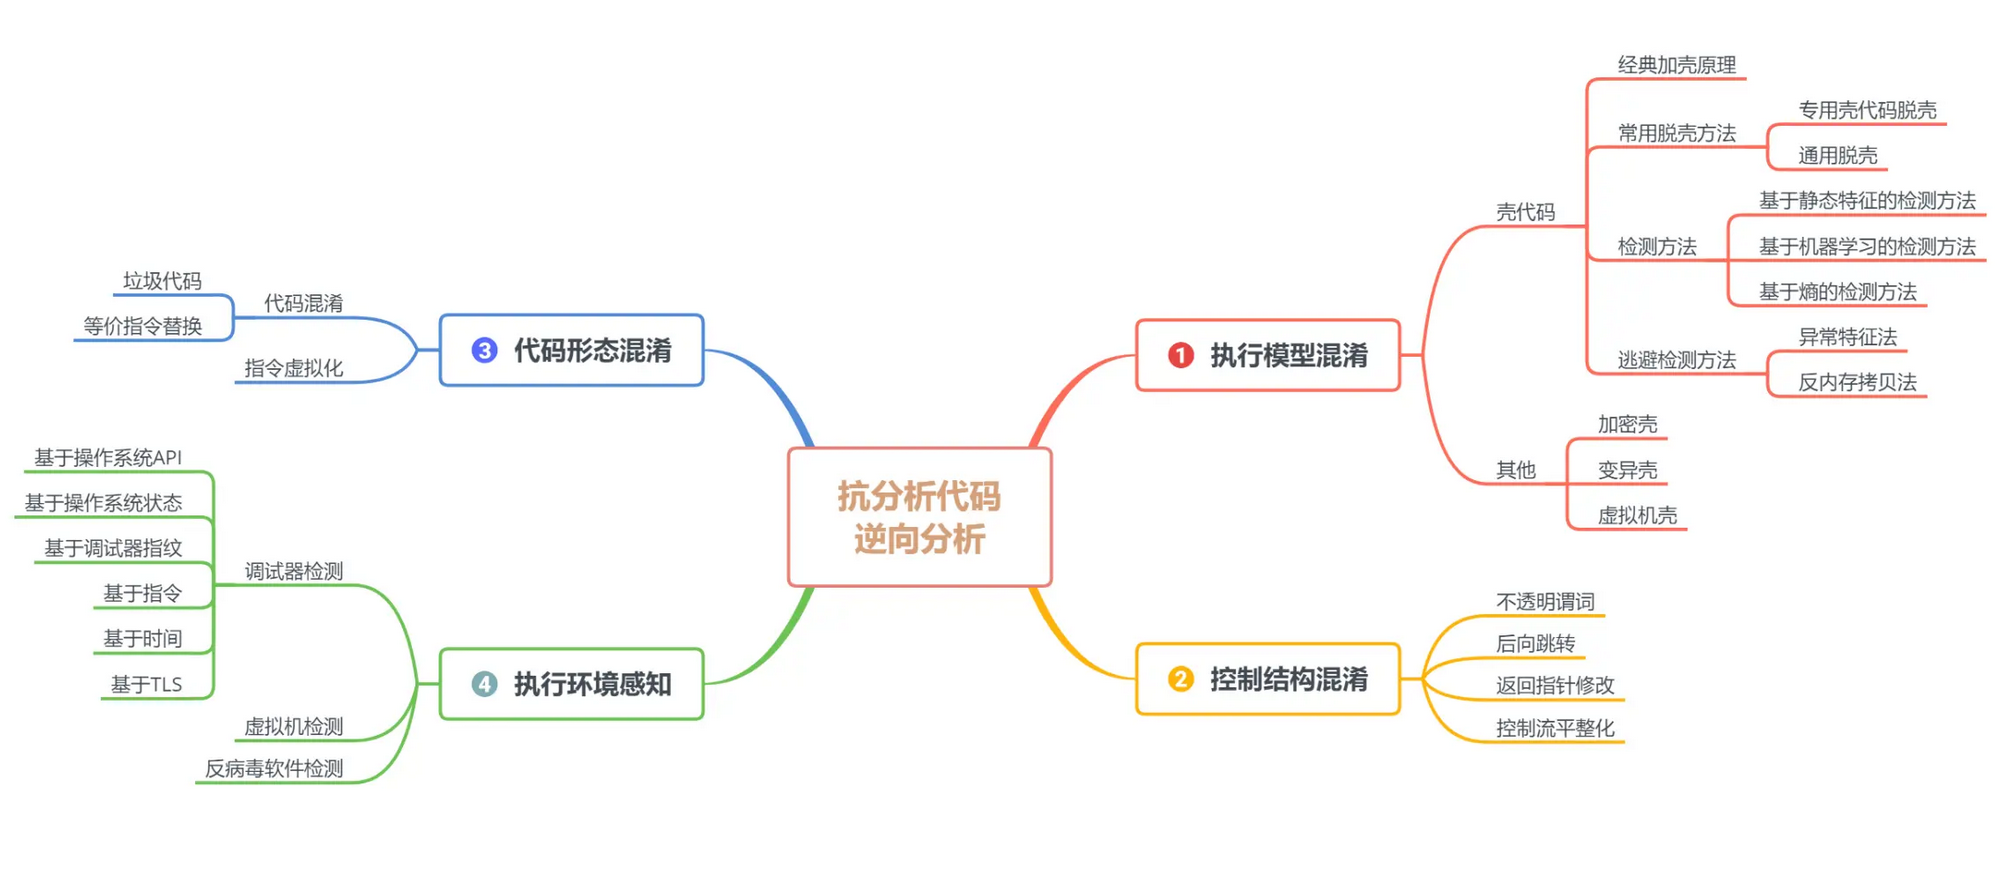 抗分析代码
逆向分析
1 执行模型混淆
壳代码
经典加壳原理
常用脱壳方法
专用壳代码脱壳
通用脱壳
检测方法
基于静态特征的检测方法
基于机器学习的检测方法
基于熵的检测方法
逃避检测方法
异常特征法
反内存拷贝法
其他
加密壳
变异壳
虚拟机壳
2 控制结构混淆
不透明谓词
后向跳转
返回指针修改
控制流平整化
3 代码形态混淆
代码混淆
垃圾代码
等价指令替换
指令虚拟化
4 执行环境感知
调试器检测
基于操作系统API
基于操作系统状态
基于调试器指纹
基于指令
基于时间
基于TLS
虚拟机检测
反病毒软件检测